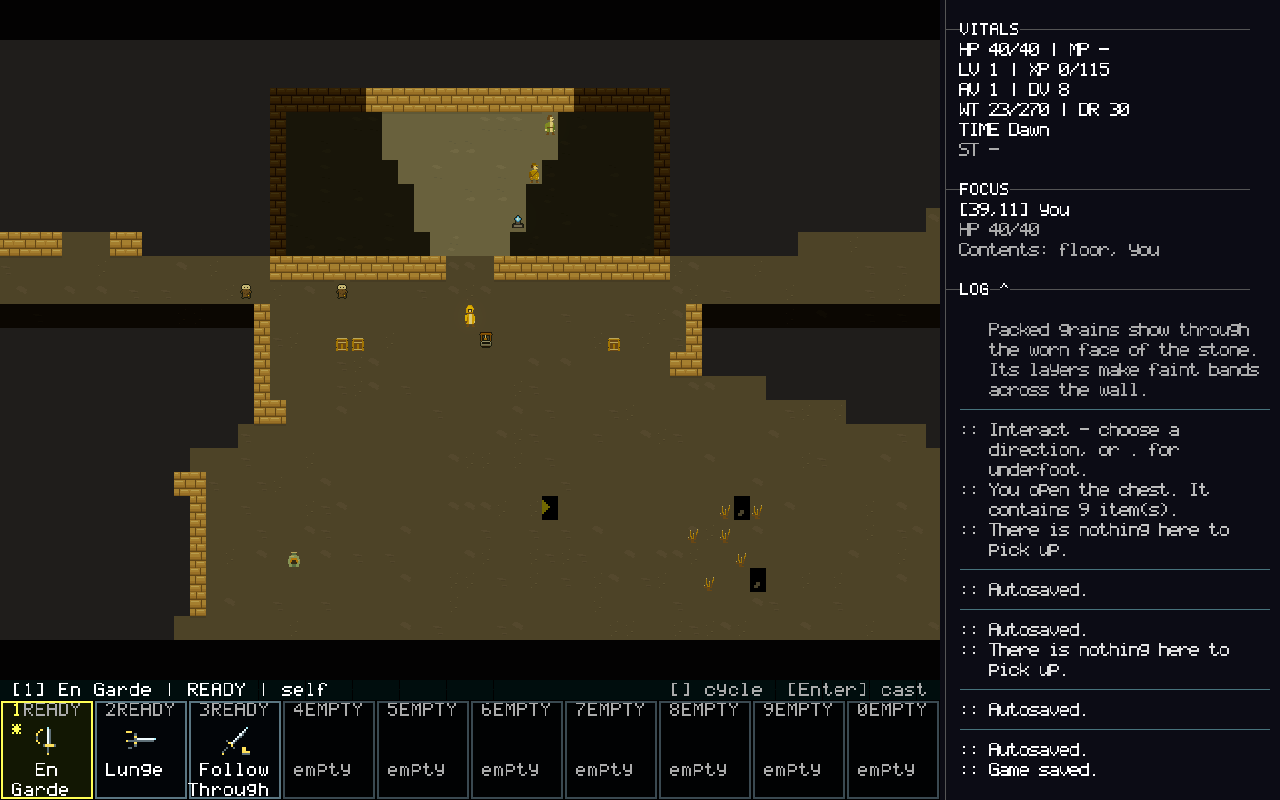 VITALS
HP 40/40 | MP -
LV 1 | XP 0/115
AV 1 | DV 8
WT 23/270 | DR 30
TIME Dawn
ST -
FOCUS
[39,11] You
HP 40/40
Contents: floor, You
LOG ^
Packed grains show through
the worn face of the stone.
Its layers make faint bands
across the wall.
:: Interact - choose a
direction, or . for
underfoot.
:: You open the chest. It
contains 9 item(s).
:: There is nothing here to
Pick up.
:: Autosaved.
:: Autosaved.
:: There is nothing here to
Pick up.
:: Autosaved.
:: Autosaved.
:: Game saved.
[1] En Garde | READY | self
[] cycle [Enter] cast
1READY 2READY 3READY 4EMPTY 5EMPTY 6EMPTY 7EMPTY 8EMPTY 9EMPTY 0EMPTY
*
En Lunge Follow empty empty empty empty empty empty empty
Garde Through